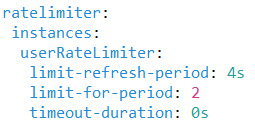 ratelimiter:
  instances:
    userRateLimiter:
      limit-refresh-period: 4s
      limit-for-period: 2
      timeout-duration: 0s